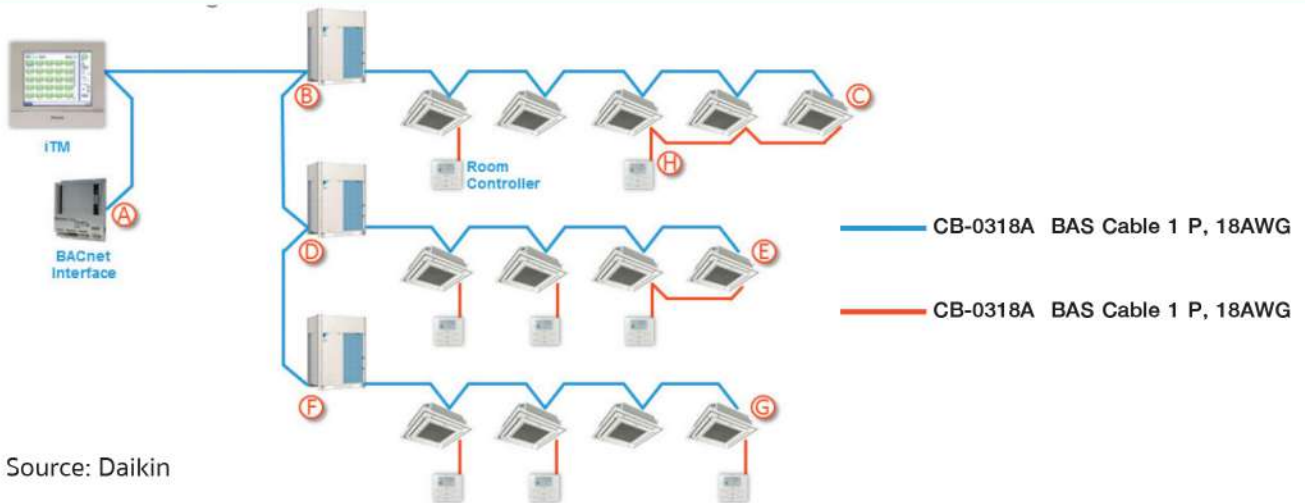 iTM
BACnet
Interface
A
B
C
Room
Controller
H
D
E
F
G
CB-0318A BAS Cable 1 P, 18AWG
CB-0318A BAS Cable 1 P, 18AWG
Source: Daikin